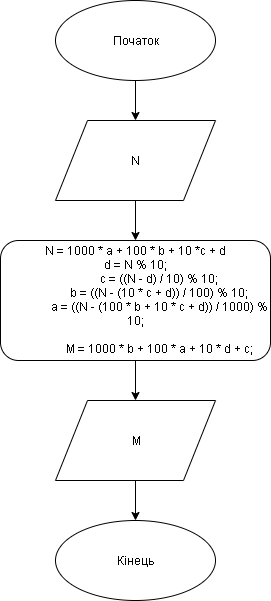 Початок
N
N = 1000 * a + 100 * b + 10 *c + d
d = N % 10;
c = ((N - d) / 10) % 10;
b = ((N - (10 * c + d)) / 100) % 10;
a = ((N - (100 * b + 10 * c + d)) / 1000) %
10;
M = 1000 * b + 100 * a + 10 * d + c;
M
Кінець